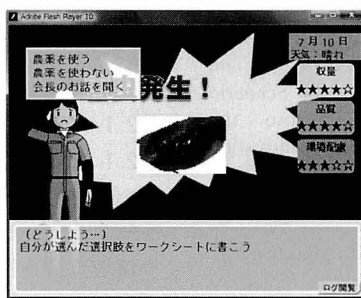 Adobe Flash Player 10
農薬を使う
農薬を使わない
会長のお話を聞く
発生!
7月10日
天気:晴れ
収量
★★★★☆
品質
★★★★☆
環境配慮
★★★☆☆
(どうしよう…)
自分が選んだ選択肢をワークシートに書こう
ログ閲覧